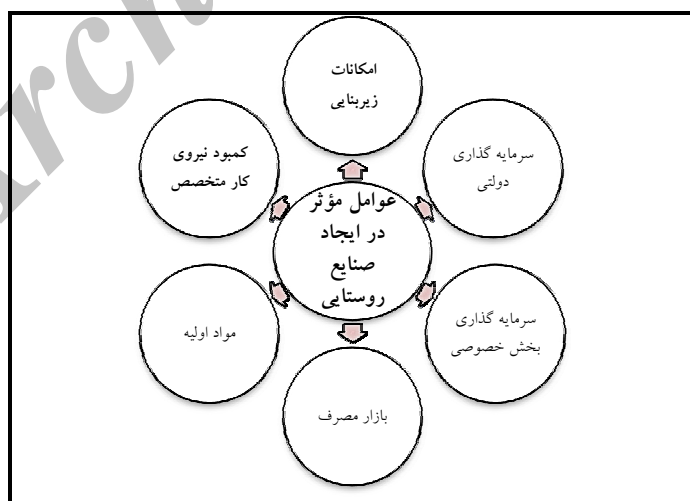 امکانات
زیربنایی
سرمایه گذاری
دولتی
سرمایه گذاری
بخش خصوصی
بازار مصرف
مواد اولیه
کمبود نیروی
کار متخصص
عوامل مؤثر
در ایجاد
صنایع
روستایی